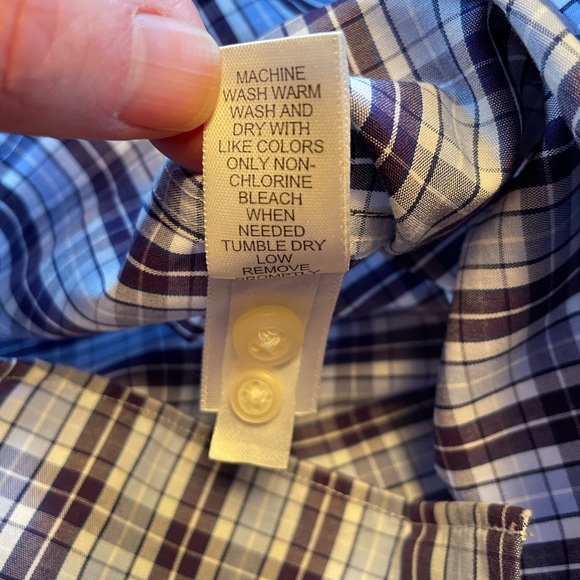 MACHINE
WASH WARM
WASH AND
DRY WITH
LIKE COLORS
ONLY NON-
CHLORINE
BLEACH
WHEN
NEEDED
TUMBLE DRY
LOW
REMOVE
PROMPTLY